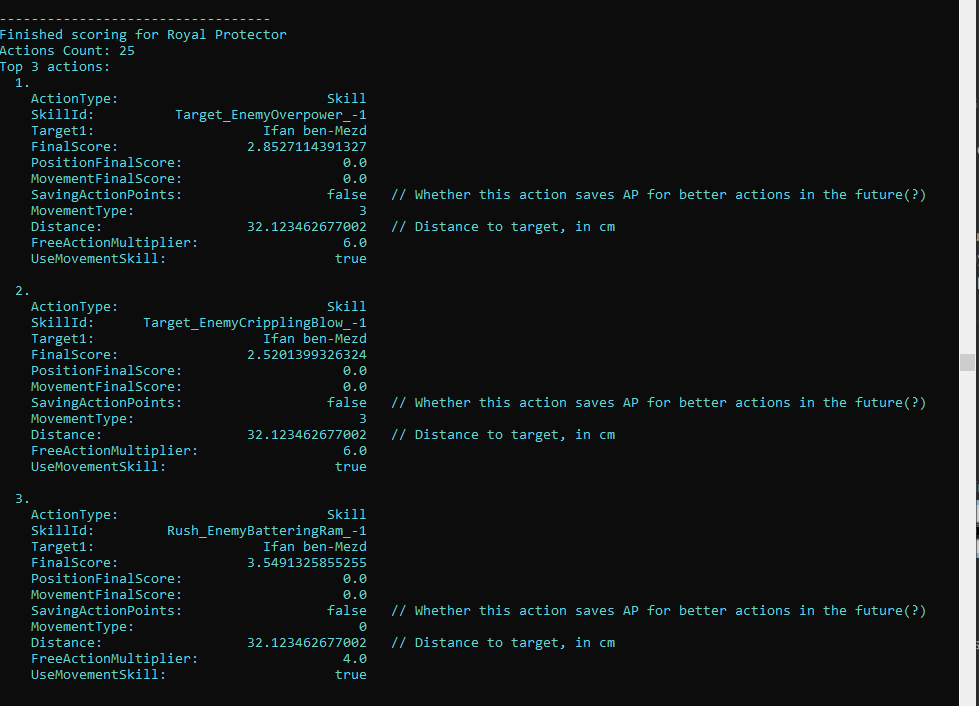 ----------------------------------
Finished scoring for Royal Protector
Actions Count: 25
Top 3 actions:
1.
ActionType: Skill
SkillId: Target_EnemyOverpower_-1
Target1: Ifan ben-Mezd
FinalScore: 2.8527114391327
PositionFinalScore: 0.0
MovementFinalScore: 0.0
SavingActionPoints: false // Whether this action saves AP for better actions in the future(?)
MovementType: 3
Distance: 32.123462677002 // Distance to target, in cm
FreeActionMultiplier: 6.0
UseMovementSkill: true
2.
ActionType: Skill
SkillId: Target_EnemyCripplingBlow_-1
Target1: Ifan ben-Mezd
FinalScore: 2.5201399326324
PositionFinalScore: 0.0
MovementFinalScore: 0.0
SavingActionPoints: false // Whether this action saves AP for better actions in the future(?)
MovementType: 3
Distance: 32.123462677002 // Distance to target, in cm
FreeActionMultiplier: 6.0
UseMovementSkill: true
3.
ActionType: Skill
SkillId: Rush_EnemyBatteringRam_-1
Target1: Ifan ben-Mezd
FinalScore: 3.5491325855255
PositionFinalScore: 0.0
MovementFinalScore: 0.0
SavingActionPoints: false // Whether this action saves AP for better actions in the future(?)
MovementType: 0
Distance: 32.123462677002 // Distance to target, in cm
FreeActionMultiplier: 4.0
UseMovementSkill: true